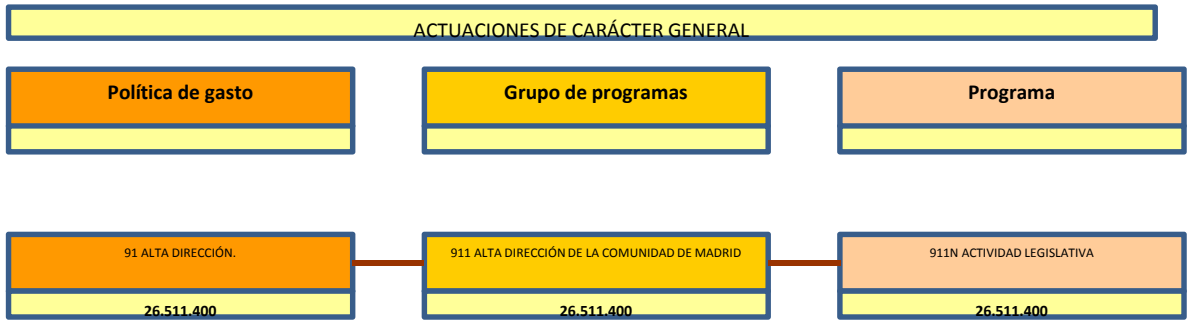 ACTUACIONES DE CARÁCTER GENERAL
Política de gasto
Grupo de programas
Programa
91 ALTA DIRECCIÓN.
911 ALTA DIRECCIÓN DE LA COMUNIDAD DE MADRID
911N ACTIVIDAD LEGISLATIVA
26.511.400
26.511.400
26.511.400